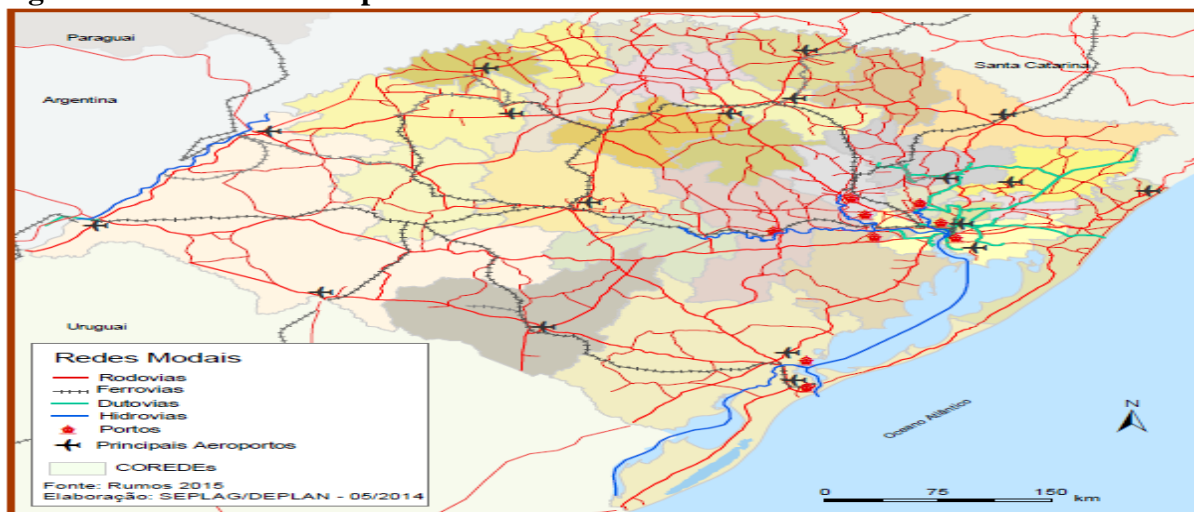 Paraguai
Argentina
Santa Catarina
Uruguai
Oceano Atlântico
N
Redes Modais
Rodovias
Ferrovias
Dutovias
Hidrovias
Portos
Principais Aeroportos
COREDEs
Fonte: Rumos 2015
Elaboração: SEPLAG/DEPLAN - 05/2014
0 75 150 km